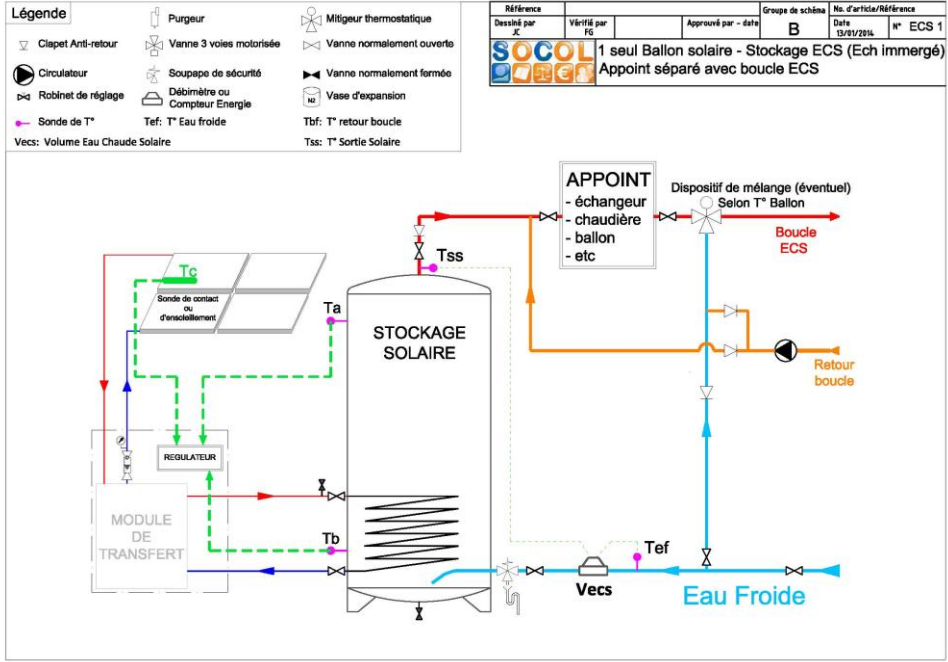 Légende
Purgeur
Mitigeur thermostatique
Clapet Anti-retour
Vanne 3 voies motorisée
Vanne normalement ouverte
Circulateur
Soupape de sécurité
Vanne normalement fermée
Robinet de réglage
Débimètre ou
Compteur Energie
N2
Vase d'expansion
Sonde de T°
Tef: T° Eau froide
Tbf: T° retour boucle
Vecs: Volume Eau Chaude Solaire
Tss: T° Sortie Solaire
Référence
Groupe de schéma
No. d'article/Référence
Dessiné par
JC
Vérifié par
FG
Approuvé par - date
B
Date
13/01/2014
N° ECS 1
SOCOL
1 seul Ballon solaire - Stockage ECS (Ech immergé)
Appoint séparé avec boucle ECS
APPOINT
- échangeur
- chaudière
- ballon
- etc
Dispositif de mélange (éventuel)
Selon T° Ballon
Boucle
ECS
Tss
Tc
Sonde de contact
ou
d'ensoleillement
Ta
STOCKAGE
SOLAIRE
Retour
boucle
REGULATEUR
MODULE
DE
TRANSFERT
Tb
Tef
Vecs
Eau Froide